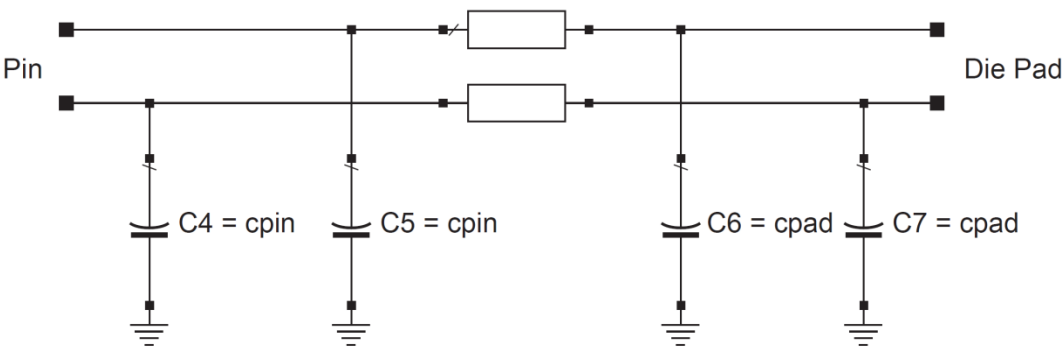 Pin
Die Pad
C4 = cpin
C5 = cpin
C6 = cpad
C7 = cpad